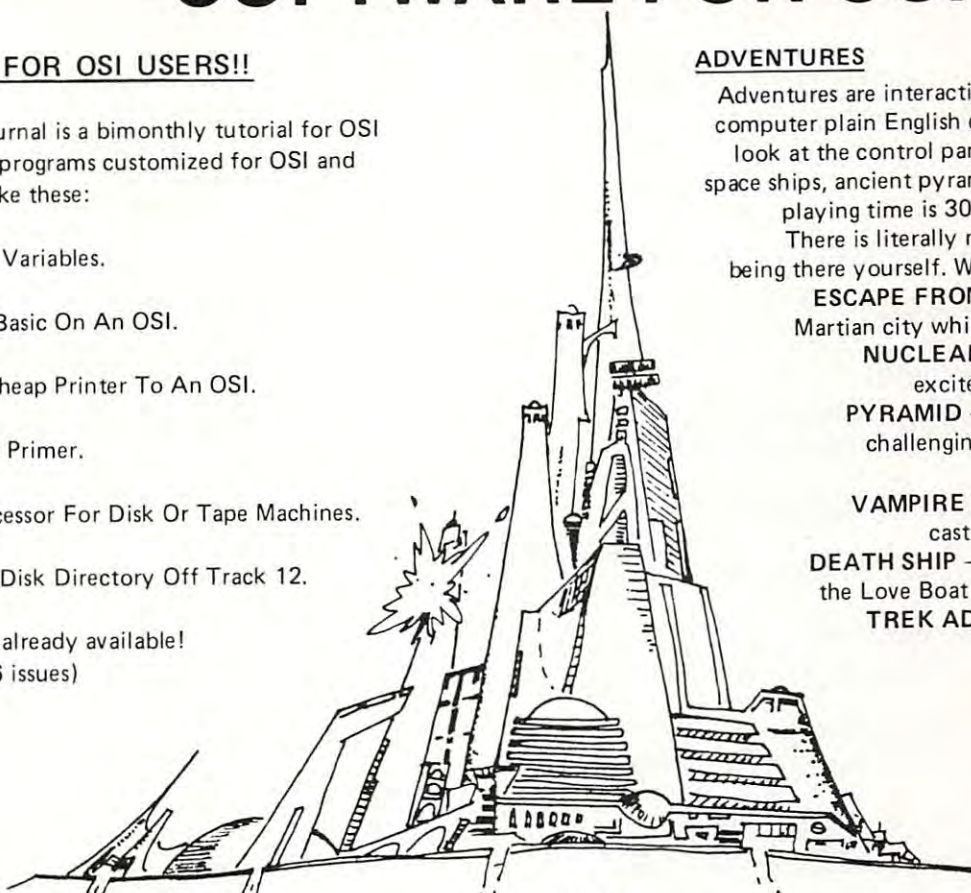 SOFTWARE FOR OSI
FOR OSI USERS!!
urnal is a bimonthly tutorial for OSI
programs customized for OSI and
ke these:
Variables.
Basic On An OSI.
heap Printer To An OSI.
Primer.
cessor For Disk Or Tape Machines.
Disk Directory Off Track 12.
already available!
6 issues)
ADVENTURES
Adventures are interacti
computer plain English
look at the control pa
space ships, ancient pyra
playing time is 30
There is literally
being there yourself. W
ESCAPE FROM
Martian city whi
NUCLEA
excite
PYRAMID
challengin
VAMPIRE
cast
DEATH SHIP –
the Love Boat
TREK AD